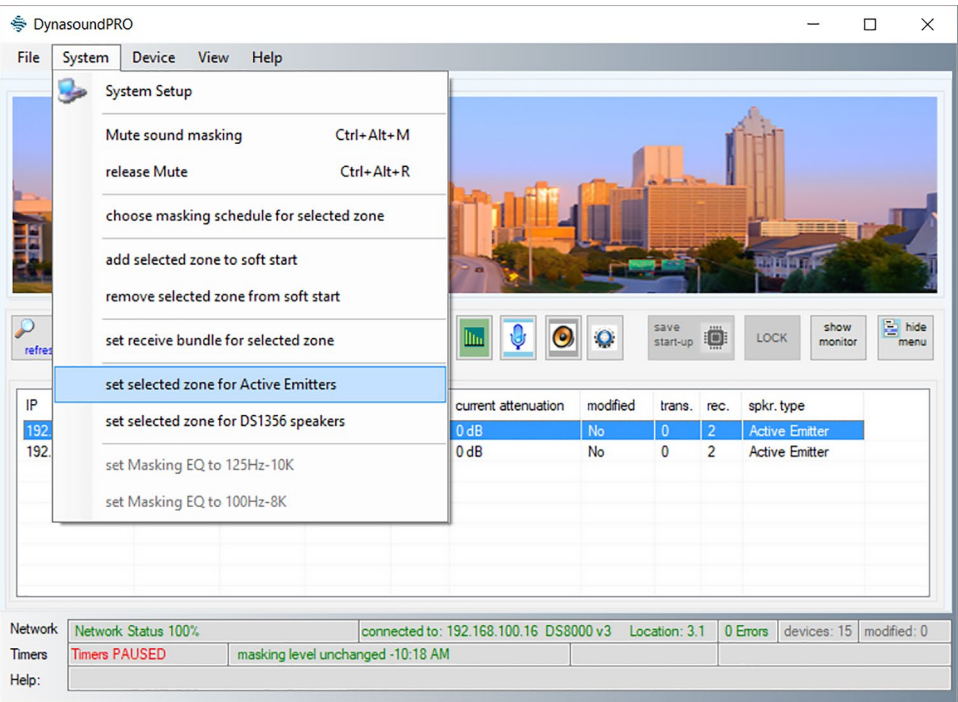 DynasoundPRO
File System Device View Help
System Setup
Mute sound masking Ctrl+Alt+M
release Mute Ctrl+Alt+R
choose masking schedule for selected zone
add selected zone to soft start
remove selected zone from soft start
set receive bundle for selected zone
set selected zone for Active Emitters
set selected zone for DS1356 speakers
set Masking EQ to 125Hz-10K
set Masking EQ to 100Hz-8K
save
start-up
LOCK
show
monitor
hide
menu
IP current attenuation modified trans. rec. spkr. type
192. 0 dB No 0 2 Active Emitter
192. 0 dB No 0 2 Active Emitter
Network Network Status 100% connected to: 192.168.100.16 DS8000 v3 Location: 3.1 0 Errors devices: 15 modified: 0
Timers Timers PAUSED masking level unchanged -10:18 AM
Help: